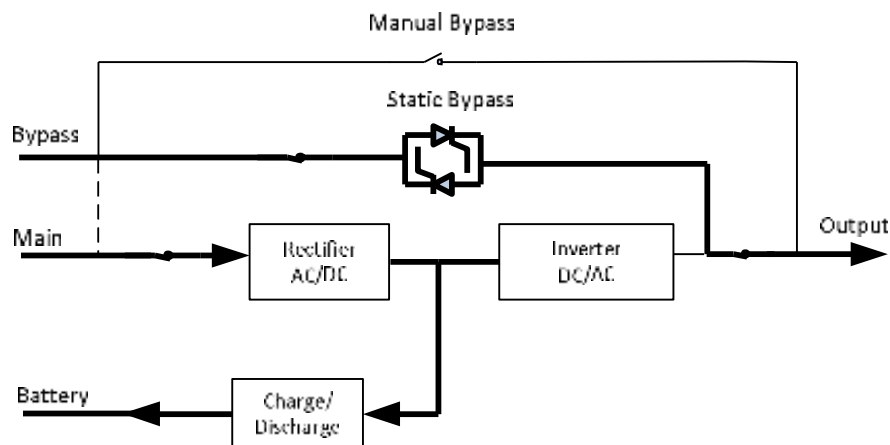 Manual Bypass
Static Bypass
Bypass
Main
Rectifier
AC/DC
Inverter
DC/AC
Output
Battery
Charge/
Discharge